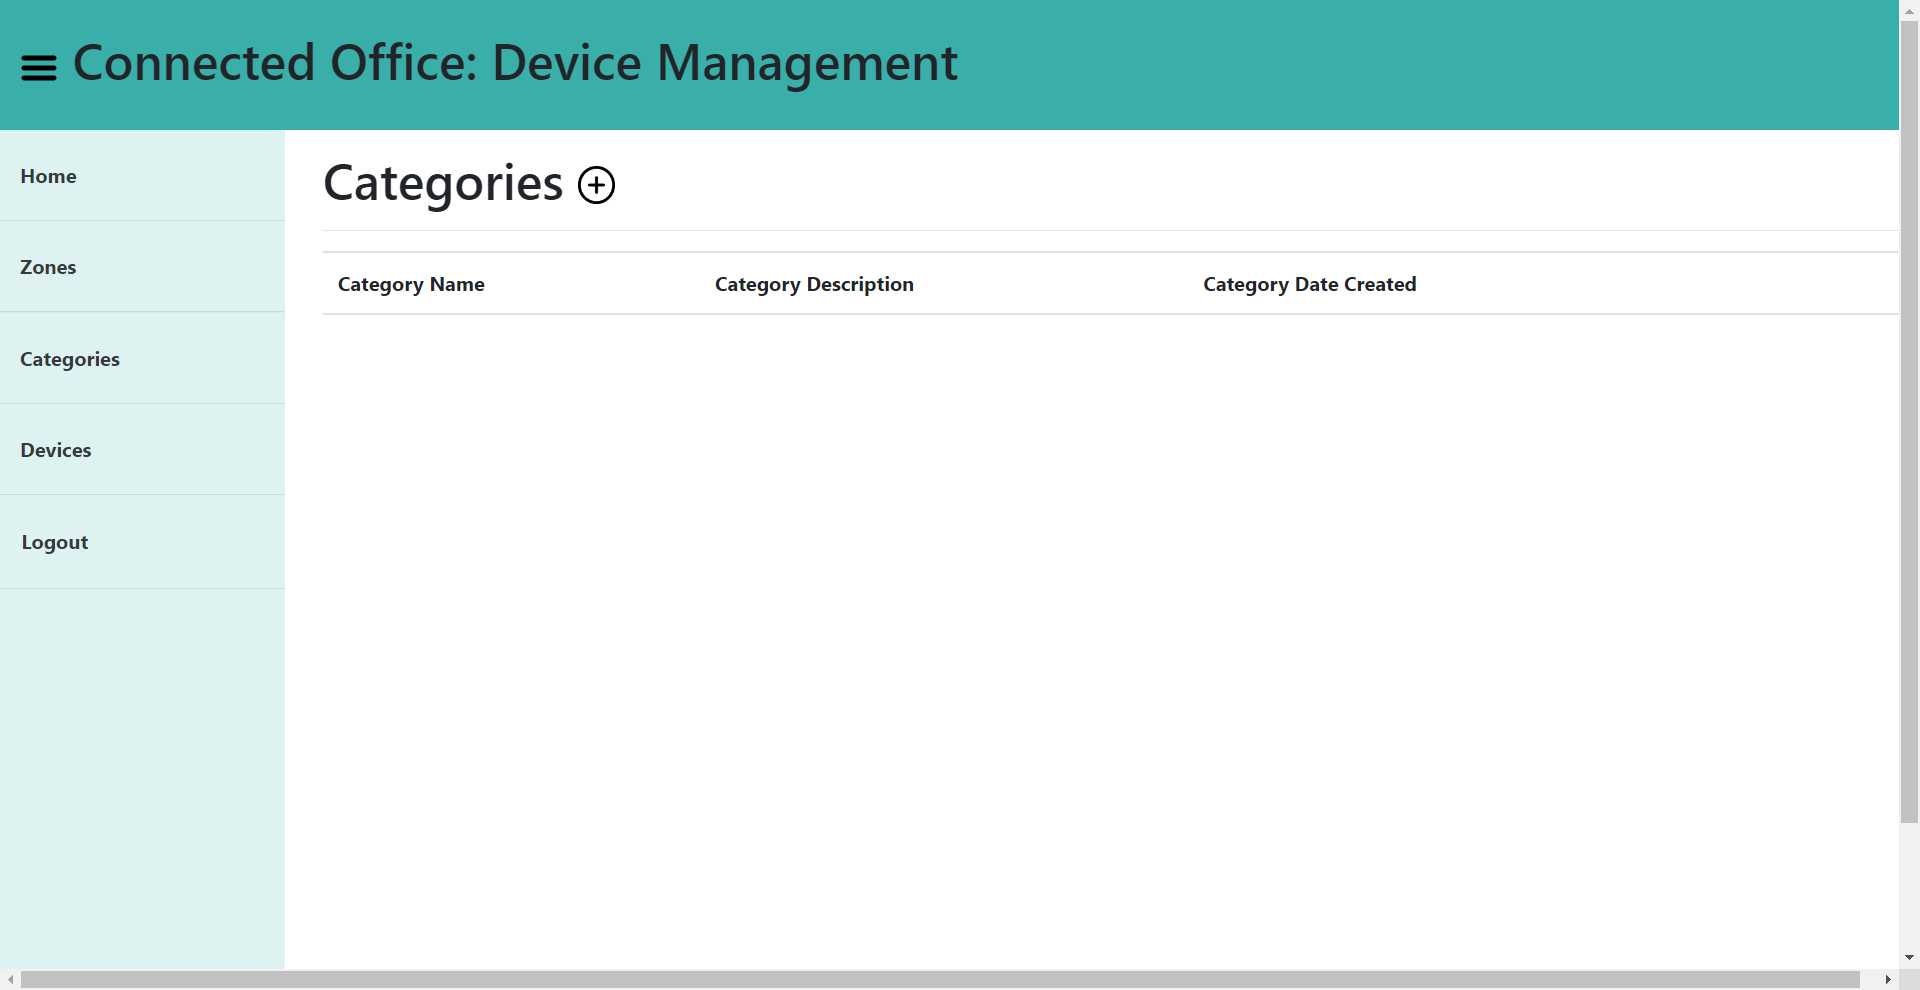 Connected Office: Device Management
Home
Zones
Categories
Devices
Logout
Categories
Category Name Category Description Category Date Created